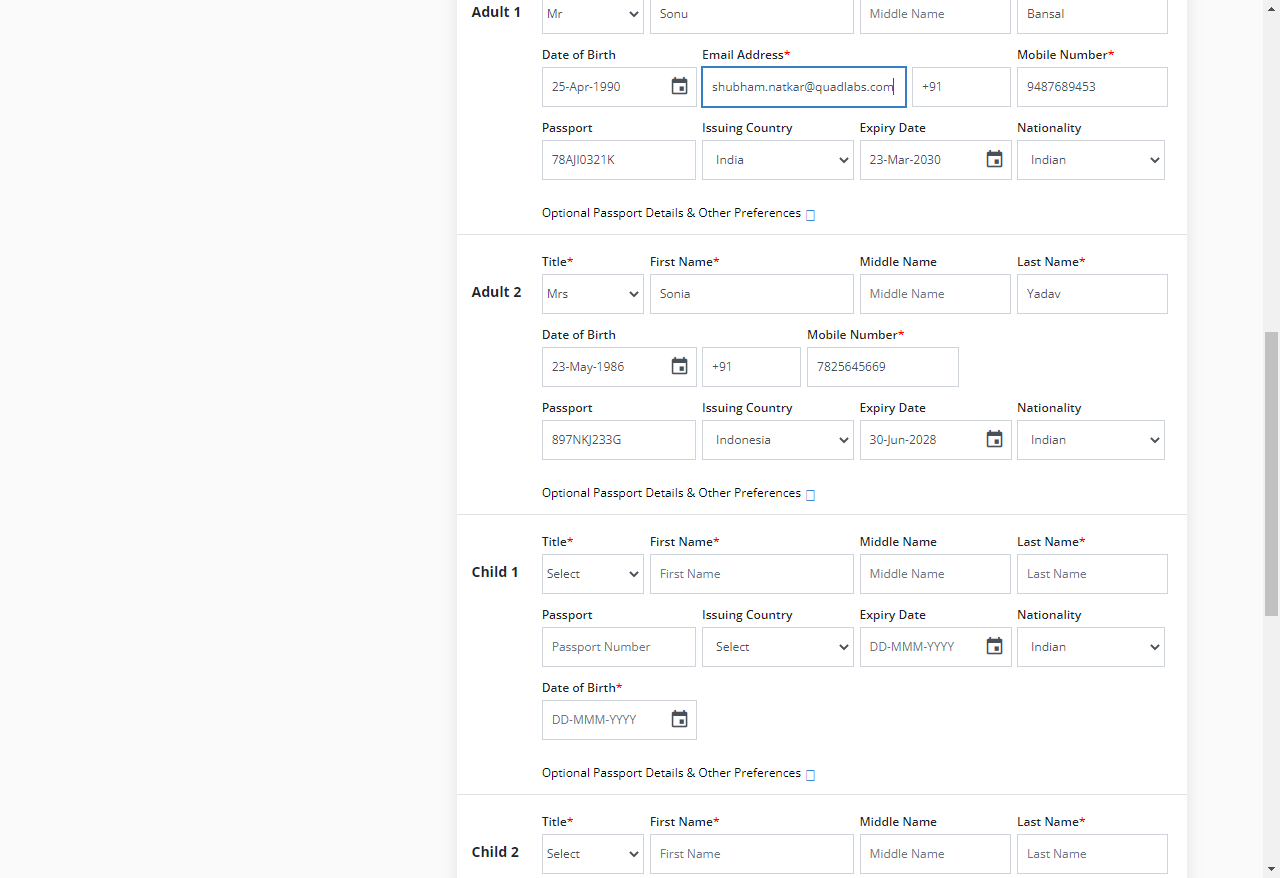 Adult 1 Mr Sonu Middle Name Bansal
Date of Birth Email Address* Mobile Number*
25-Apr-1990 shubham.natkar@quadlabs.com +91 9487689453
Passport Issuing Country Expiry Date Nationality
78AJI0321K India 23-Mar-2030 Indian
Optional Passport Details & Other Preferences
Title* First Name* Middle Name Last Name*
Adult 2 Mrs Sonia Middle Name Yadav
Date of Birth Mobile Number*
23-May-1986 +91 7825645669
Passport Issuing Country Expiry Date Nationality
897NKJ233G Indonesia 30-Jun-2028 Indian
Optional Passport Details & Other Preferences
Title* First Name* Middle Name Last Name*
Child 1 Select First Name Middle Name Last Name
Passport Issuing Country Expiry Date Nationality
Passport Number Select DD-MMM-YYYY Indian
Date of Birth*
DD-MMM-YYYY
Optional Passport Details & Other Preferences
Title* First Name* Middle Name Last Name*
Child 2 Select First Name Middle Name Last Name